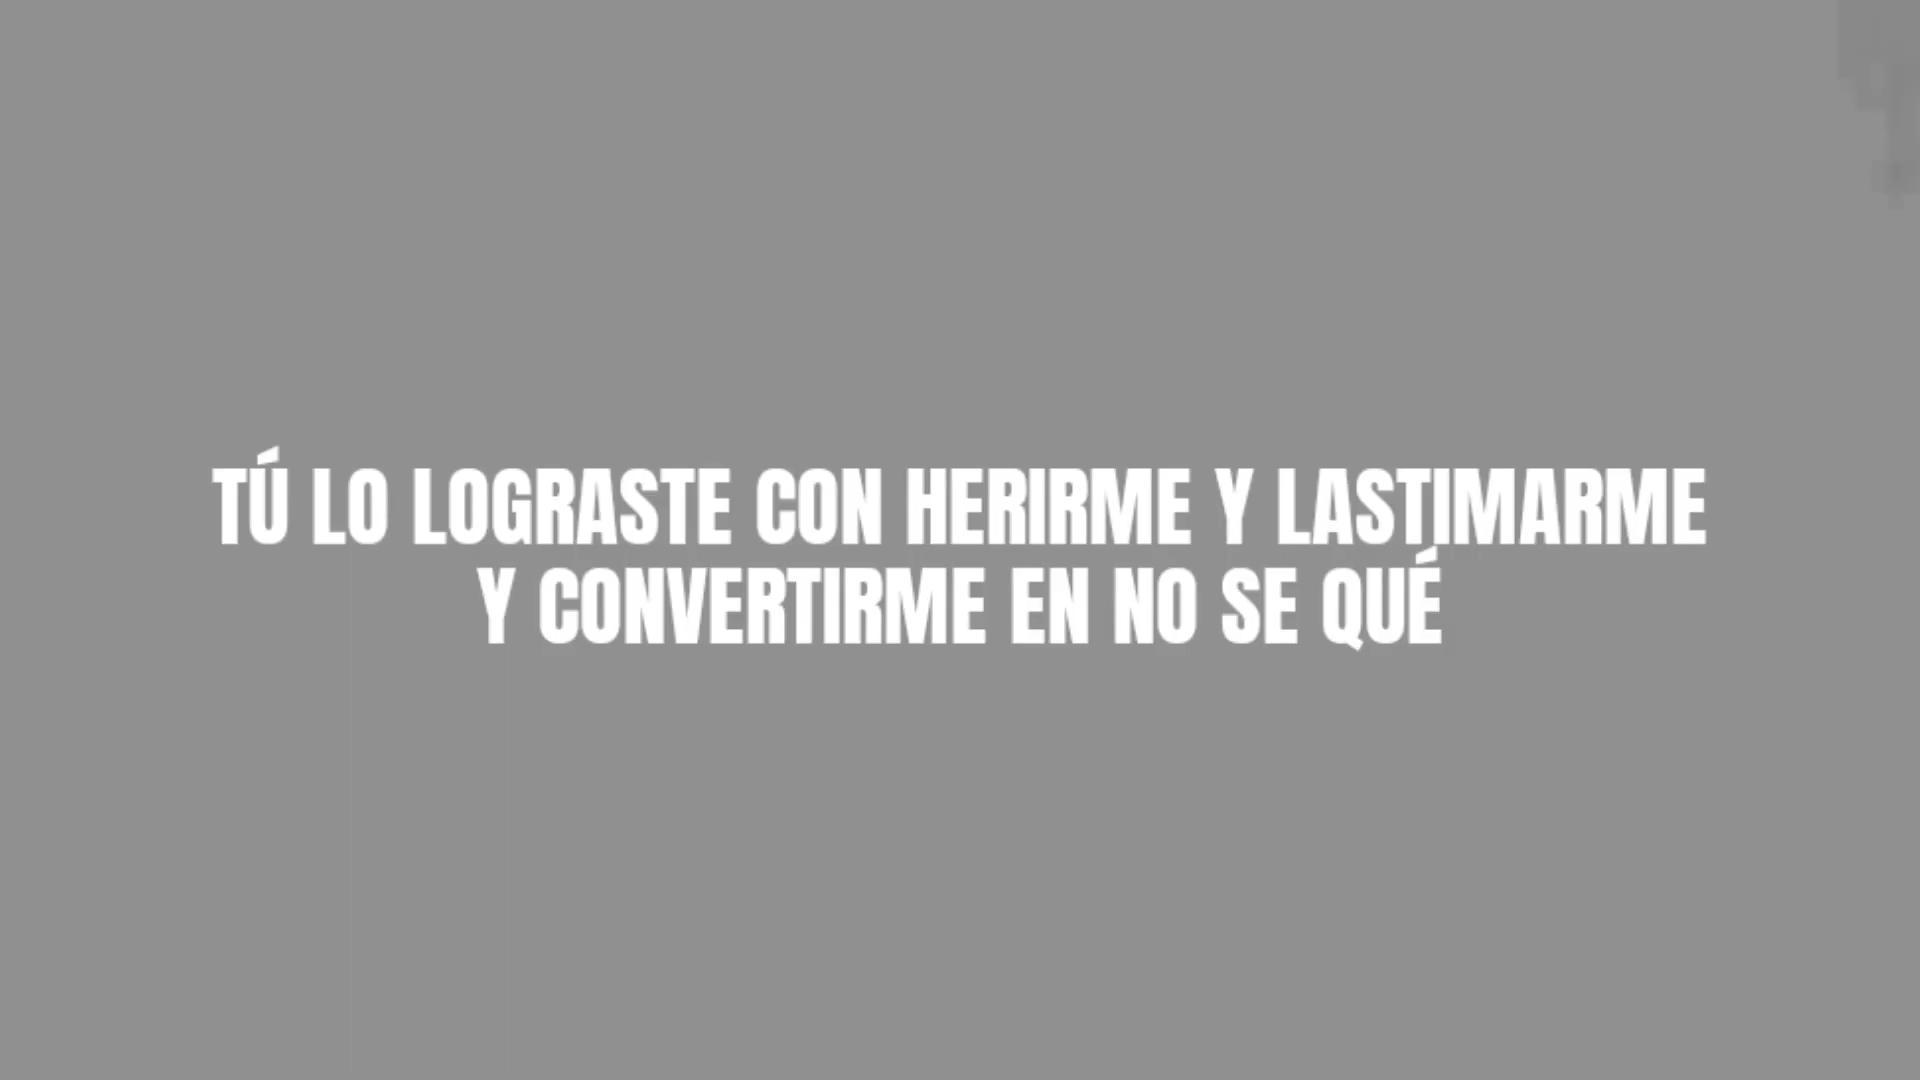 TÚ LO LOGRASTE CON HERIRME Y LASTIMARME
Y CONVERTIRME EN NO SE QUÉ